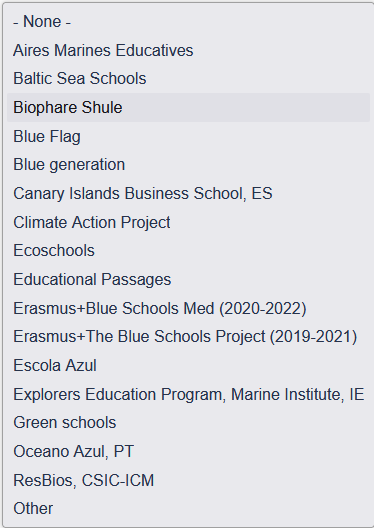 - None -
Aires Marines Educatives
Baltic Sea Schools
Biophare Shule
Blue Flag
Blue generation
Canary Islands Business School, ES
Climate Action Project
Ecoschools
Educational Passages
Erasmus+Blue Schools Med (2020-2022)
Erasmus+The Blue Schools Project (2019-2021)
Escola Azul
Explorers Education Program, Marine Institute, IE
Green schools
Oceano Azul, PT
ResBios, CSIC-ICM
Other